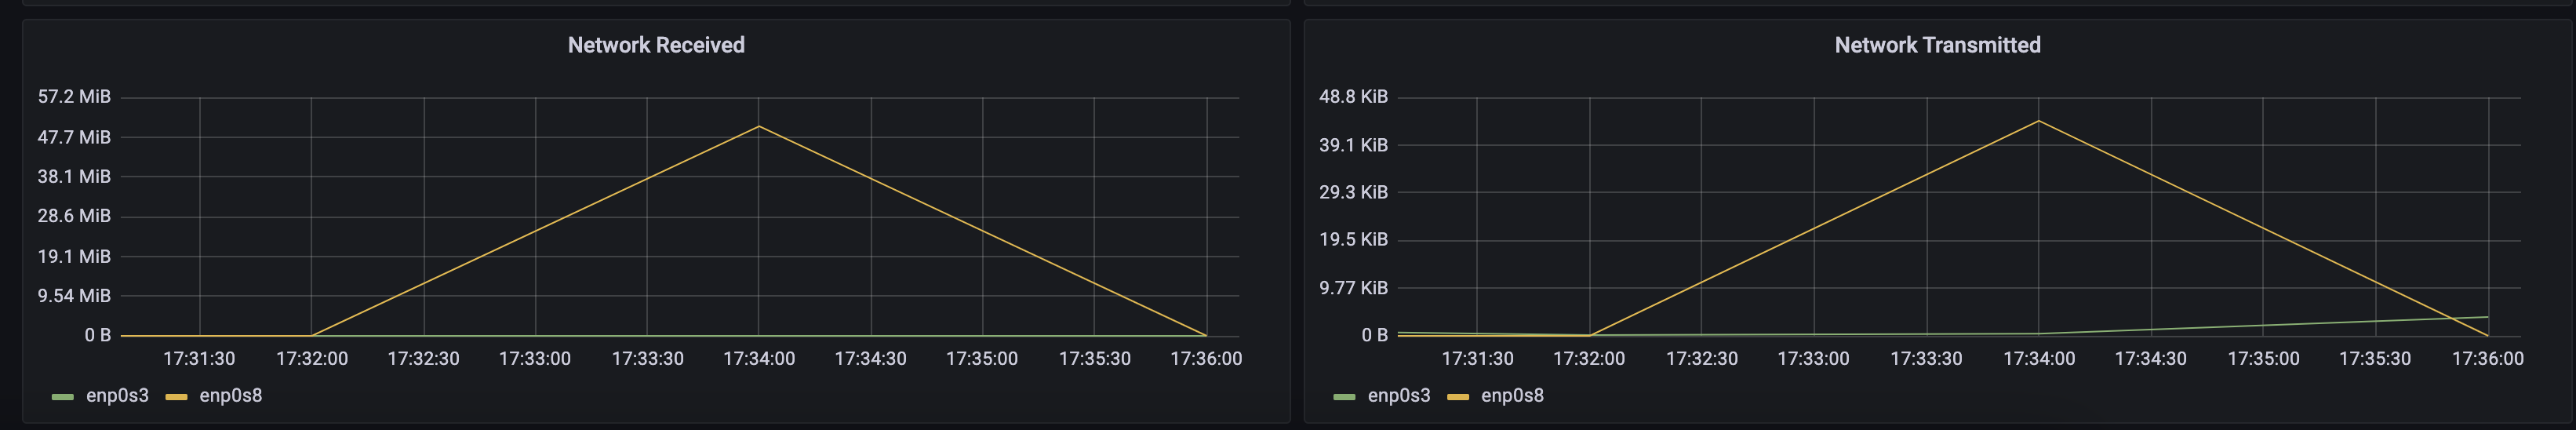 Network Received
57.2 MiB
47.7 MiB
38.1 MiB
28.6 MiB
19.1 MiB
9.54 MiB
0 B
17:31:30 17:32:00 17:32:30 17:33:00 17:33:30 17:34:00 17:34:30 17:35:00 17:35:30 17:36:00
enp0s3 enp0s8
Network Transmitted
48.8 KiB
39.1 KiB
29.3 KiB
19.5 KiB
9.77 KiB
0 B
17:31:30 17:32:00 17:32:30 17:33:00 17:33:30 17:34:00 17:34:30 17:35:00 17:35:30 17:36:00
enp0s3 enp0s8